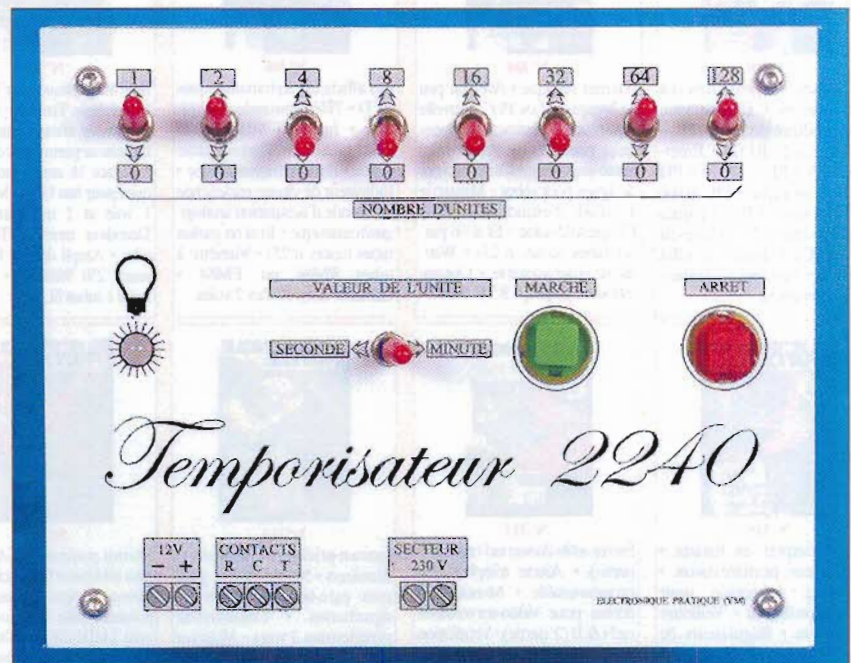 1 2 4 8 16 32 64 128
0 0 0 0 0 0 0 0
NOMBRE D'UNITES
VALEUR DE L'UNITE MARCHE ARRET
SECONDE MINUTE
Temporisateur 2240
12V CONTACTS SECTEUR
− + R C T 230 V
ELECTRONIQUE PRATIQUE (VM)